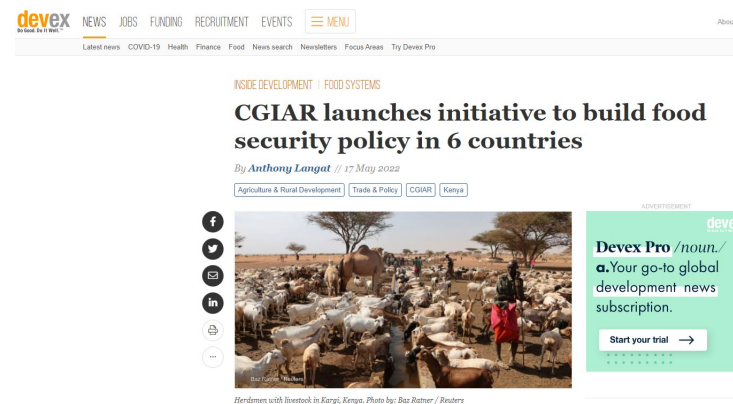 devex
Do Good. Do It Well.™
NEWS JOBS FUNDING RECRUITMENT EVENTS MENU
Abou
Latest news COVID-19 Health Finance Food News search Newsletters Focus Areas Try Devex Pro
INSIDE DEVELOPMENT | FOOD SYSTEMS
CGIAR launches initiative to build food
security policy in 6 countries
By Anthony Langat // 17 May 2022
Agriculture & Rural Development Trade & Policy CGIAR Kenya
ADVERTISEMENT
deve
Devex Pro /noun./
a.Your go-to global
development news
subscription.
Start your trial
Baz Ratner / Reuters
Herdsmen with livestock in Kargi, Kenya. Photo by: Baz Ratner / Reuters